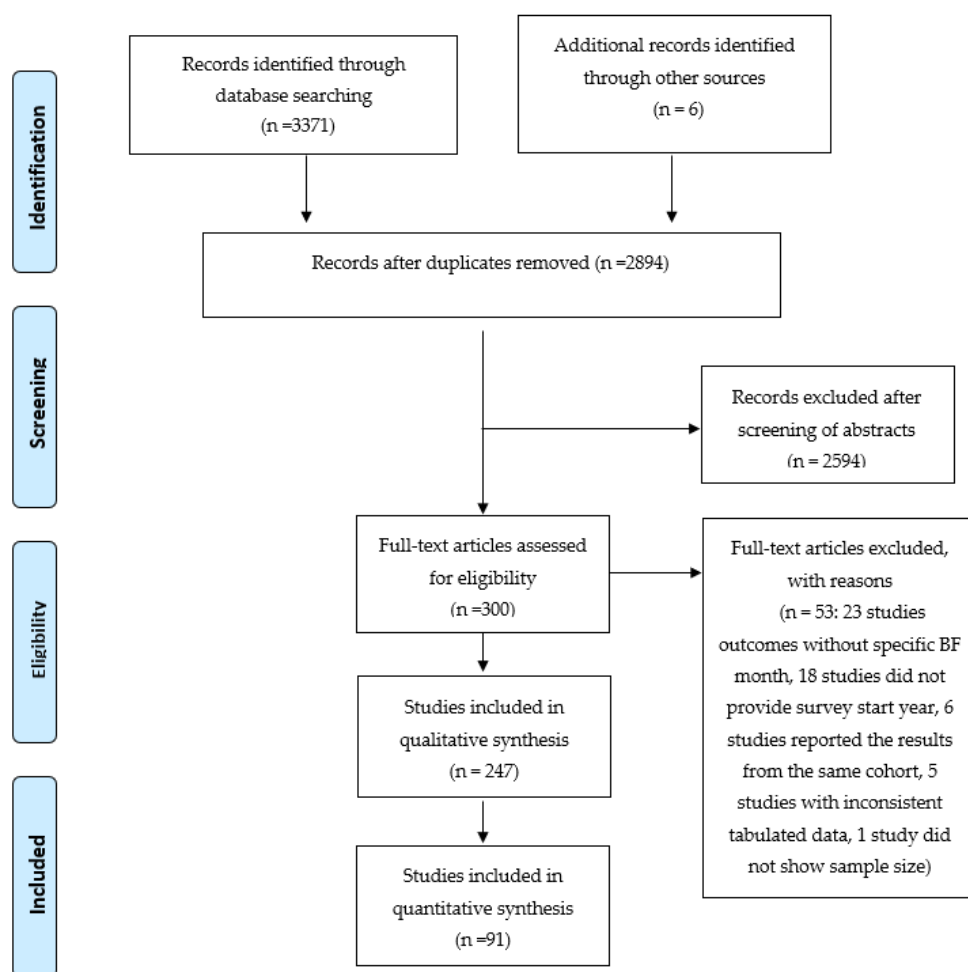 Identification
Records identified through
database searching
(n =3371)
Additional records identified
through other sources
(n = 6)
Records after duplicates removed (n =2894)
Screening
Records excluded after
screening of abstracts
(n = 2594)
Eligibility
Full-text articles assessed
for eligibility
(n =300)
Full-text articles excluded,
with reasons
(n = 53: 23 studies
outcomes without specific BF
month, 18 studies did not
provide survey start year, 6
studies reported the results
from the same cohort, 5
studies with inconsistent
tabulated data, 1 study did
not show sample size)
Studies included in
qualitative synthesis
(n = 247)
Included
Studies included in
quantitative synthesis
(n =91)